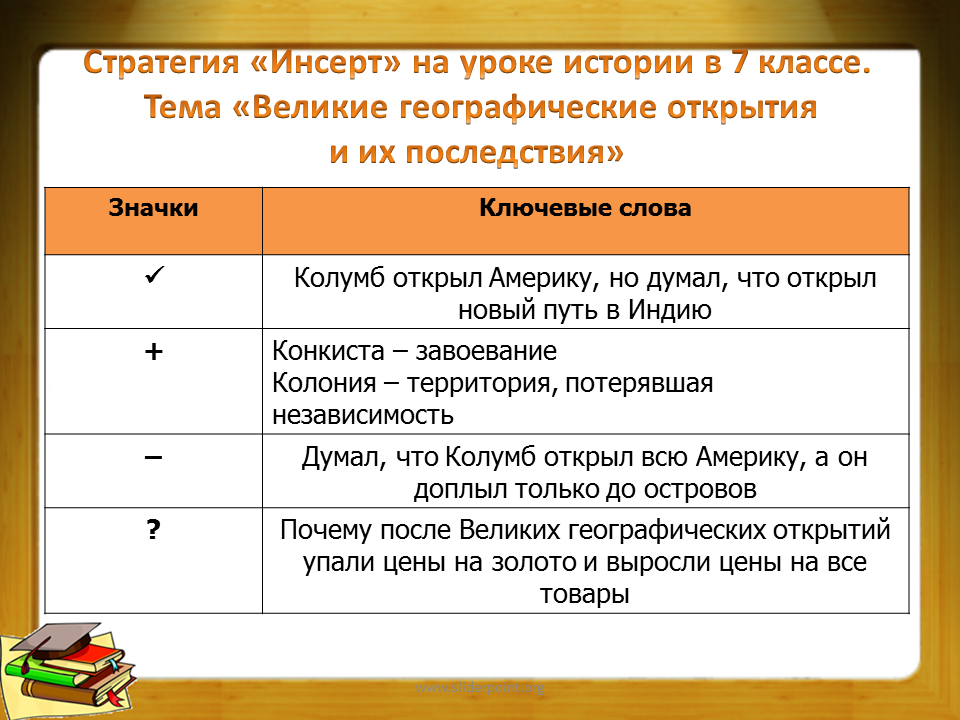 Стратегия «Инсерт» на уроке истории в 7 классе.
Тема «Великие географические открытия
и их последствия»
Значки
Ключевые слова
✓
Колумб открыл Америку, но думал, что открыл
новый путь в Индию
+
Конкиста – завоевание
Колония – территория, потерявшая
независимость
–
Думал, что Колумб открыл всю Америку, а он
доплыл только до островов
?
Почему после Великих географических открытий
упали цены на золото и выросли цены на все
товары